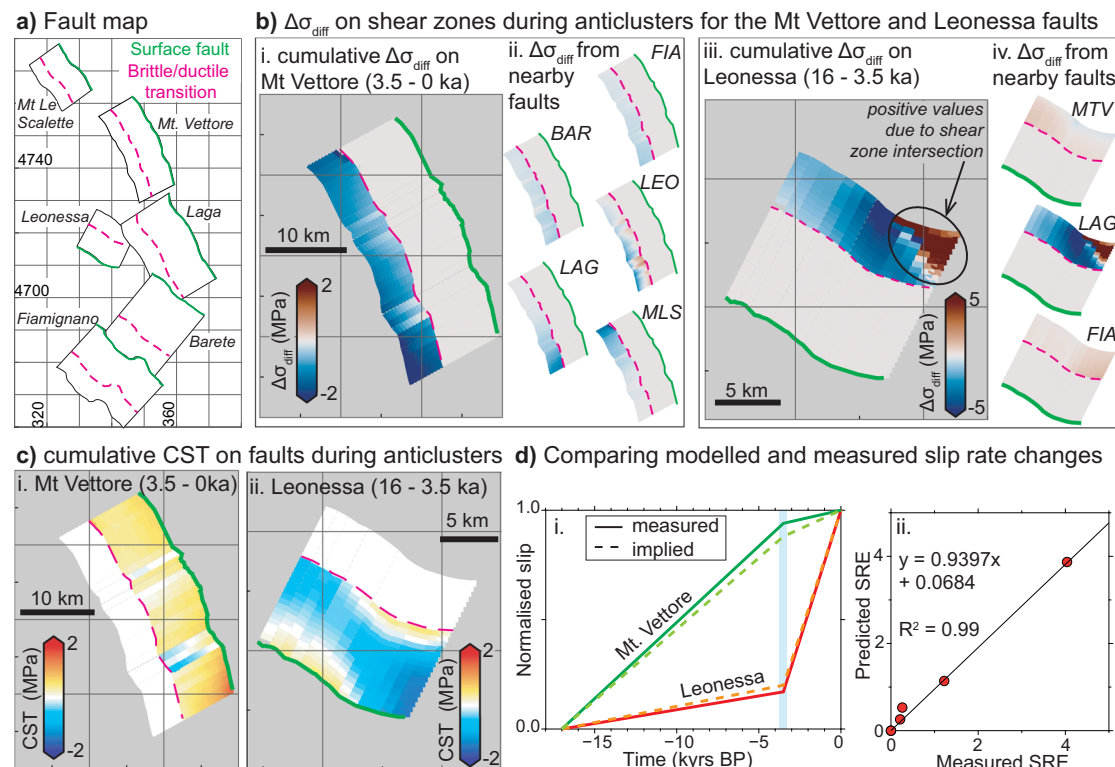 a) Fault map
Surface fault
Brittle/ductile
transition
Mt Le
Scalette
Mt. Vettore
4740
Leonessa
Laga
4700
Fiamignano
Barete
320
360
b) Δσdiff on shear zones during anticlusters for the Mt Vettore and Leonessa faults
i. cumulative Δσdiff on
Mt Vettore (3.5 - 0 ka)
10 km
2
Δσdiff (MPa)
-2
ii. Δσdiff from
nearby
faults
FIA
BAR
LEO
LAG
MLS
iii. cumulative Δσdiff on
Leonessa (16 - 3.5 ka)
positive values
due to shear
zone intersection
5 km
5
Δσdiff (MPa)
-5
iv. Δσdiff from
nearby faults
MTV
LAG
FIA
c) cumulative CST on faults during anticlusters
i. Mt Vettore (3.5 - 0ka)
10 km
2
CST (MPa)
-2
ii. Leonessa (16 - 3.5 ka)
5 km
2
CST (MPa)
-2
d) Comparing modelled and measured slip rate changes
i.
1.0
measured
implied
Normalised slip
Mt. Vettore
Leonessa
0.0
-15 -10 -5 0
Time (kyrs BP)
ii.
y = 0.9397x
+ 0.0684
R² = 0.99
Predicted SRE
4
2
0
0 2 4
Measured SRE